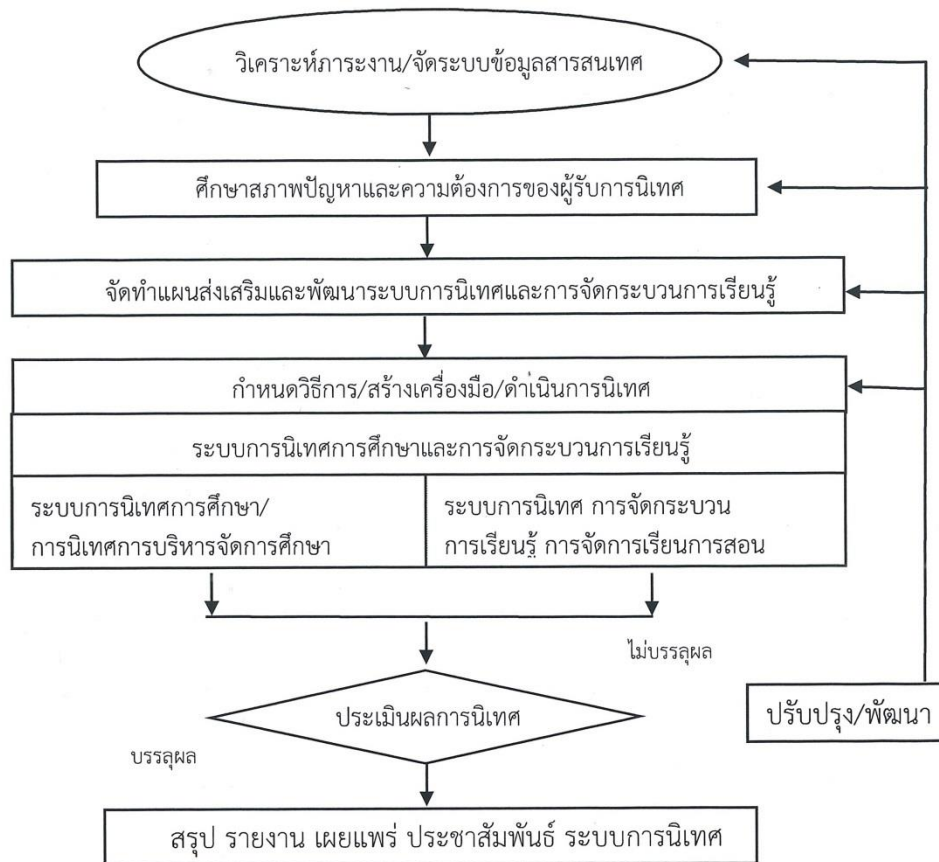 วิเคราะห์ภาระงาน/จัดระบบข้อมูลสารสนเทศ
ศึกษาสภาพปัญหาและความต้องการของผู้รับการนิเทศ
จัดทำแผนส่งเสริมและพัฒนาระบบการนิเทศและการจัดกระบวนการเรียนรู้
กำหนดวิธีการ/สร้างเครื่องมือ/ดำเนินการนิเทศ
ระบบการนิเทศการศึกษาและการจัดกระบวนการเรียนรู้
ระบบการนิเทศการศึกษา/
การนิเทศการบริหารจัดการศึกษา
ระบบการนิเทศ การจัดกระบวน
การเรียนรู้ การจัดการเรียนการสอน
ไม่บรรลุผล
ประเมินผลการนิเทศ
ปรับปรุง/พัฒนา
บรรลุผล
สรุป รายงาน เผยแพร่ ประชาสัมพันธ์ ระบบการนิเทศ